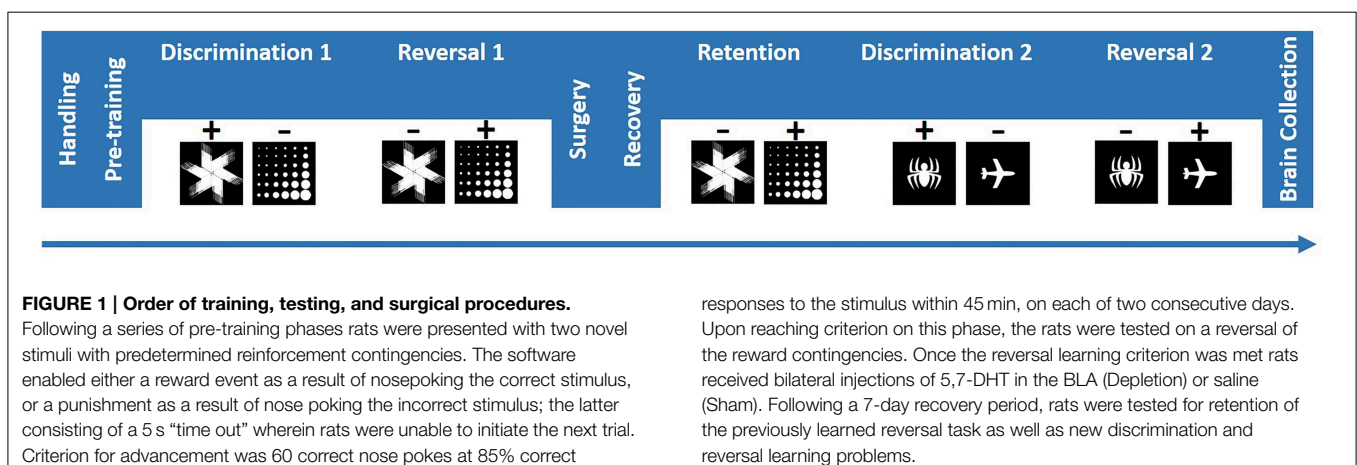 Handling
Pre-training
Discrimination 1
Reversal 1
Surgery
Recovery
Retention
Discrimination 2
Reversal 2
Brain Collection
+ –
– +
– +
+ –
– +
FIGURE 1 | Order of training, testing, and surgical procedures.
Following a series of pre-training phases rats were presented with two novel
stimuli with predetermined reinforcement contingencies. The software
enabled either a reward event as a result of nosepoking the correct stimulus,
or a punishment as a result of nose poking the incorrect stimulus; the latter
consisting of a 5 s “time out” wherein rats were unable to initiate the next trial.
Criterion for advancement was 60 correct nose pokes at 85% correct
responses to the stimulus within 45 min, on each of two consecutive days.
Upon reaching criterion on this phase, the rats were tested on a reversal of
the reward contingencies. Once the reversal learning criterion was met rats
received bilateral injections of 5,7-DHT in the BLA (Depletion) or saline
(Sham). Following a 7-day recovery period, rats were tested for retention of
the previously learned reversal task as well as new discrimination and
reversal learning problems.